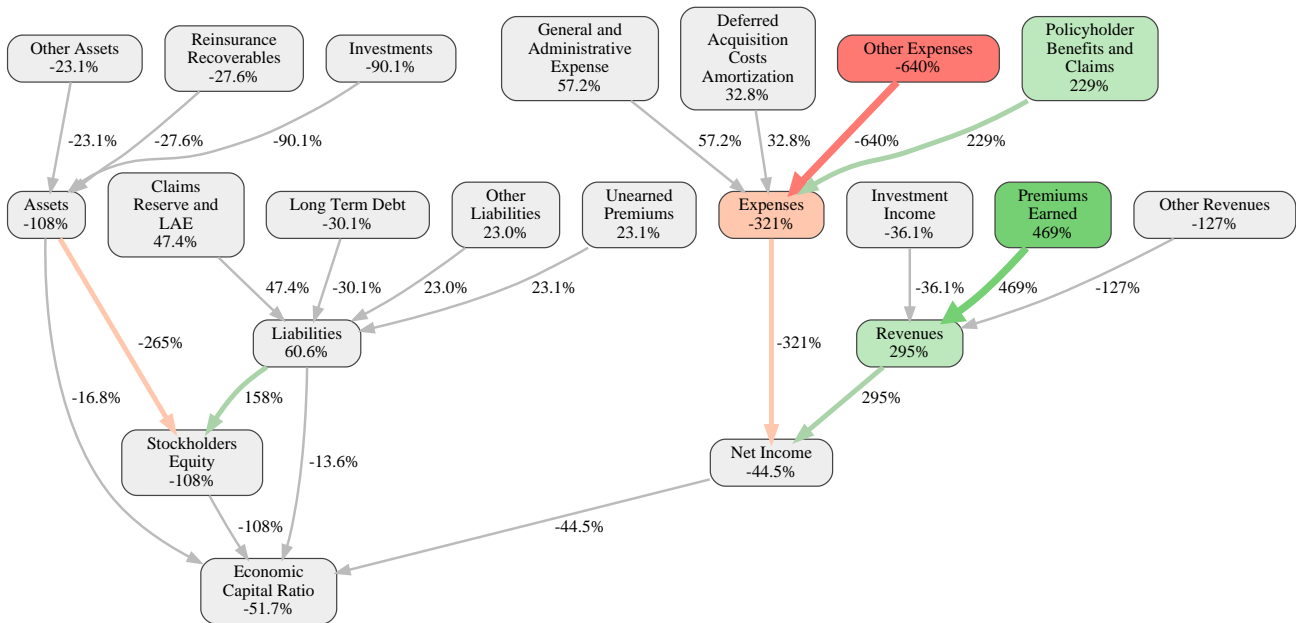 Other Assets
-23.1%
Reinsurance
Recoverables
-27.6%
Investments
-90.1%
General and
Administrative
Expense
57.2%
Deferred
Acquisition
Costs
Amortization
32.8%
Other Expenses
-640%
Policyholder
Benefits and
Claims
229%
-23.1%
-27.6%
-90.1%
57.2%
32.8%
-640%
229%
Assets
-108%
Claims
Reserve and
LAE
47.4%
Long Term Debt
-30.1%
Other
Liabilities
23.0%
Unearned
Premiums
23.1%
Expenses
-321%
Investment
Income
-36.1%
Premiums
Earned
469%
Other Revenues
-127%
47.4%
-30.1%
23.0%
23.1%
-36.1%
469%
-127%
-265%
Liabilities
60.6%
-321%
Revenues
295%
-16.8%
158%
295%
Stockholders
Equity
-108%
-13.6%
Net Income
-44.5%
-108%
-44.5%
Economic
Capital Ratio
-51.7%